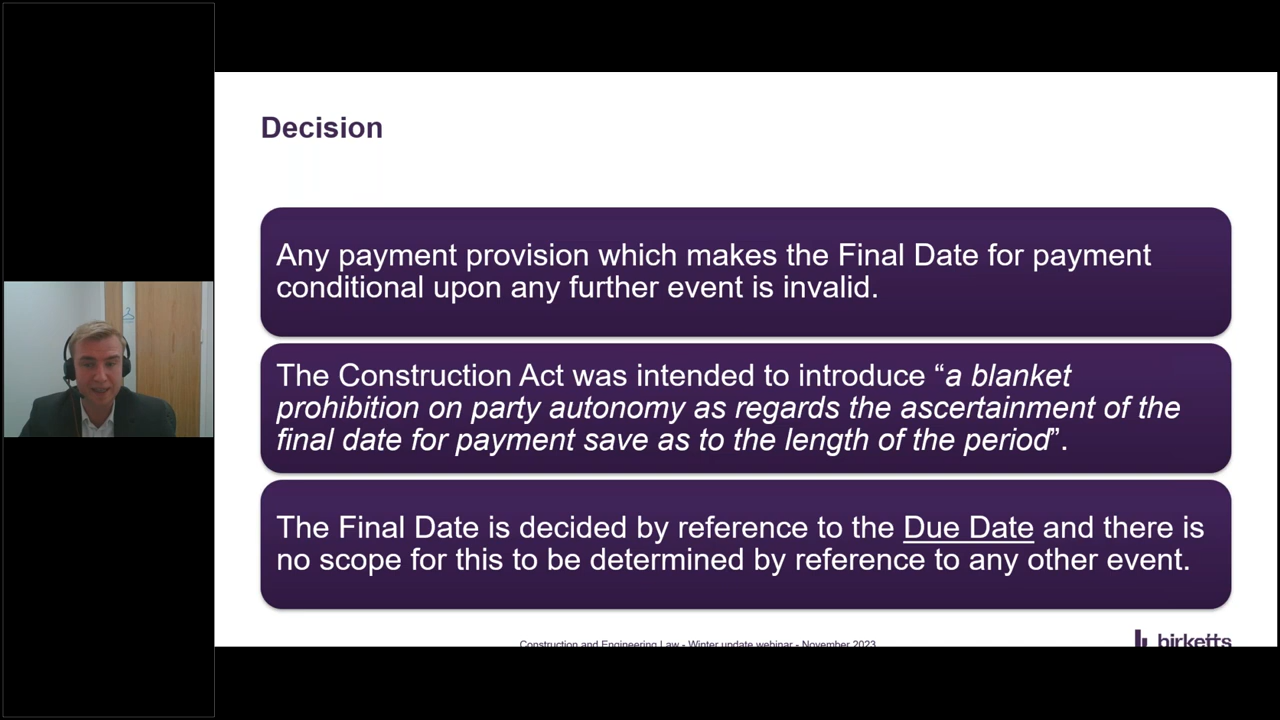 Decision
Any payment provision which makes the Final Date for payment
conditional upon any further event is invalid.
The Construction Act was intended to introduce “a blanket
prohibition on party autonomy as regards the ascertainment of the
final date for payment save as to the length of the period”.
The Final Date is decided by reference to the Due Date and there is
no scope for this to be determined by reference to any other event.
Construction and Engineering Law - Winter update webinar - November 2023
birketts